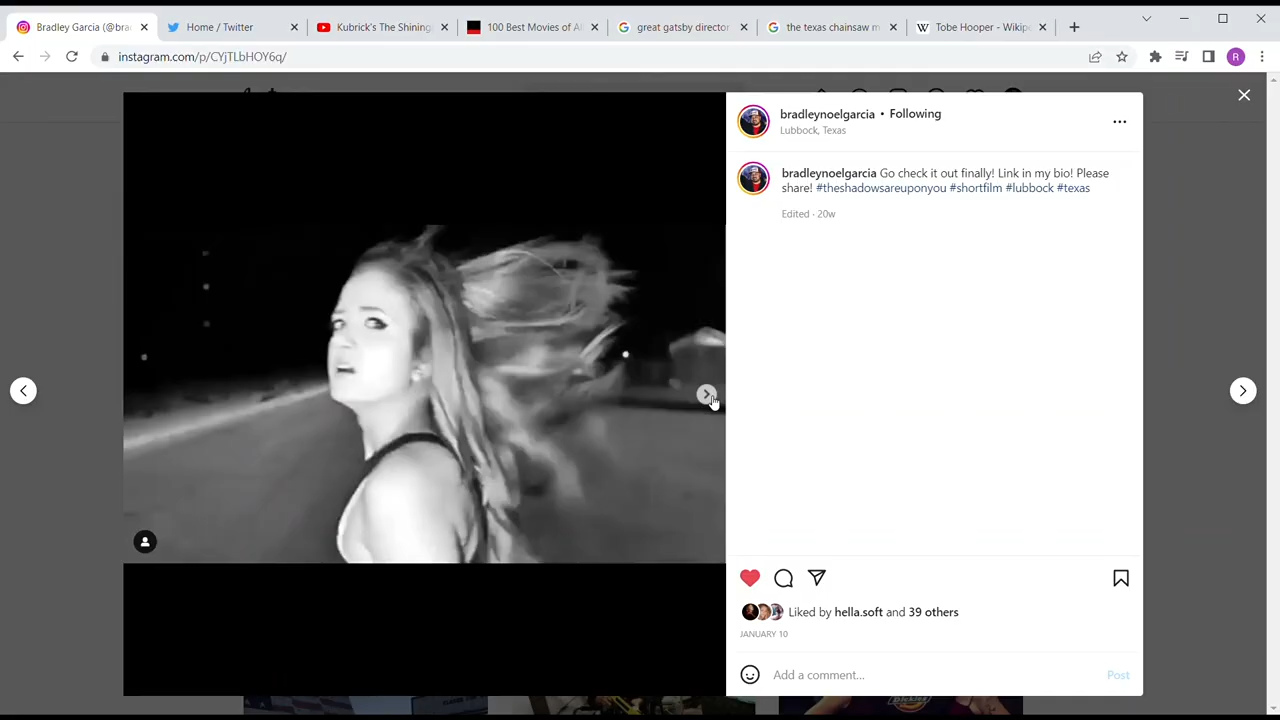 Bradley Garcia (@bra
Home / Twitter
Kubrick's The Shining
100 Best Movies of Al
great gatsby director
the texas chainsaw m
Tobe Hooper - Wikipe
instagram.com/p/CYjTLbHOY6q/
R
bradleynoelgarcia • Following
Lubbock, Texas
bradleynoelgarcia Go check it out finally! Link in my bio! Please
share! #theshadowsareuponyou #shortfilm #lubbock #texas
Edited · 20w
Liked by hella.soft and 39 others
JANUARY 10
Add a comment...
Post